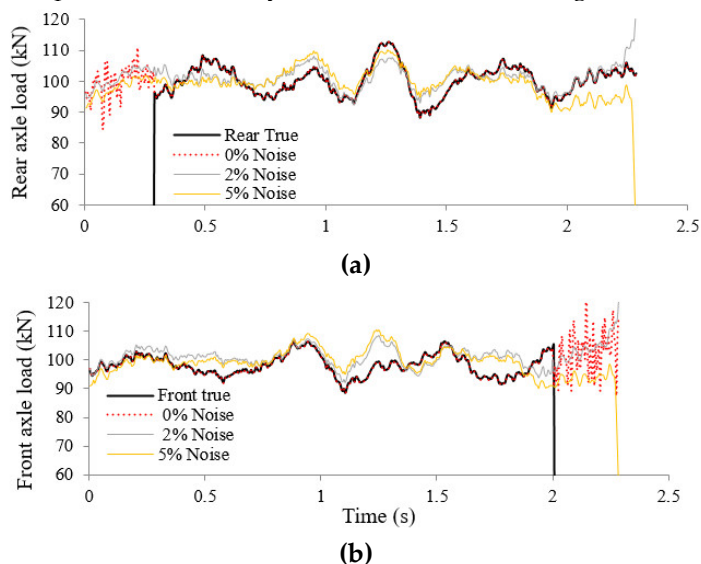 120
110
100
90
80
70
60
Rear axle load (kN)
Rear True
0% Noise
2% Noise
5% Noise
0 0.5 1 1.5 2 2.5
(a)
120
110
100
90
80
70
60
Front axle load (kN)
Front true
0% Noise
2% Noise
5% Noise
0 0.5 1 1.5 2 2.5
Time (s)
(b)